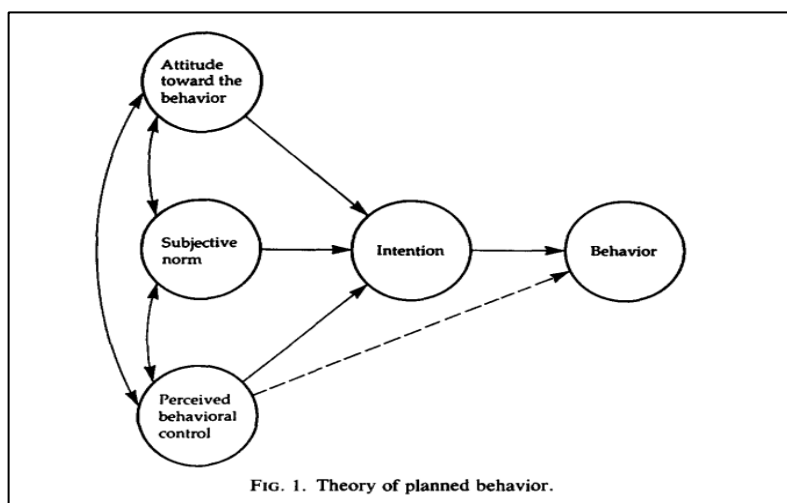 Attitude
toward the
behavior
Subjective
norm
Intention
Behavior
Perceived
behavioral
control
FIG. 1. Theory of planned behavior.